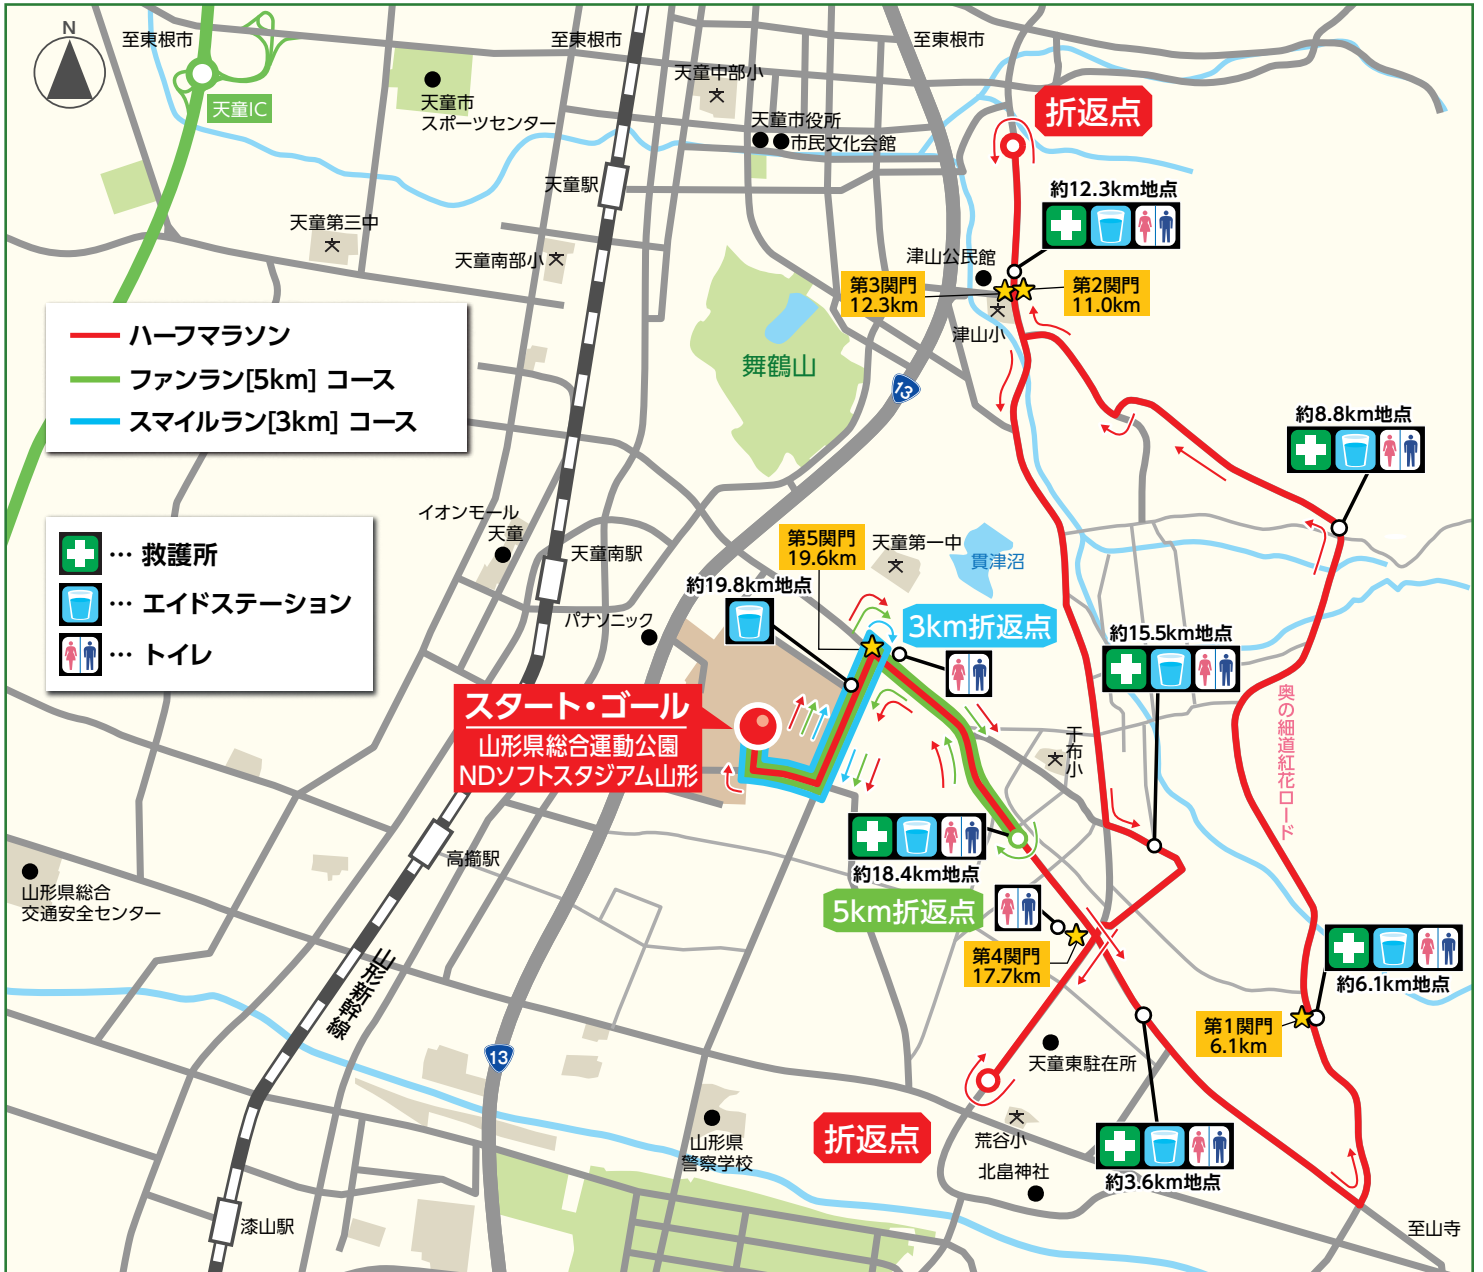 N
至東根市
至東根市
至東根市
天童IC
天童市
スポーツセンター
天童中部小
天童市役所
市民文化会館
折返点
天童駅
約12.3km地点
天童第三中
天童南部小
津山公民館
第3関門
12.3km
第2関門
11.0km
津山小
ハーフマラソン
ファンラン[5km] コース
スマイルラン[3km] コース
舞鶴山
13
約8.8km地点
イオンモール
天童
… 救護所
… エイドステーション
… トイレ
天童南駅
第5関門
19.6km
天童第一中
貫津沼
約19.8km地点
パナソニック
3km折返点
約15.5km地点
スタート・ゴール
山形県総合運動公園
NDソフトスタジアム山形
奥の細道紅花ロード
干布小
高擶駅
約18.4km地点
5km折返点
山形県総合
交通安全センター
第4関門
17.7km
約6.1km地点
山形新幹線
第1関門
6.1km
13
天童東駐在所
折返点
荒谷小
山形県
警察学校
北畠神社
約3.6km地点
漆山駅
至山寺